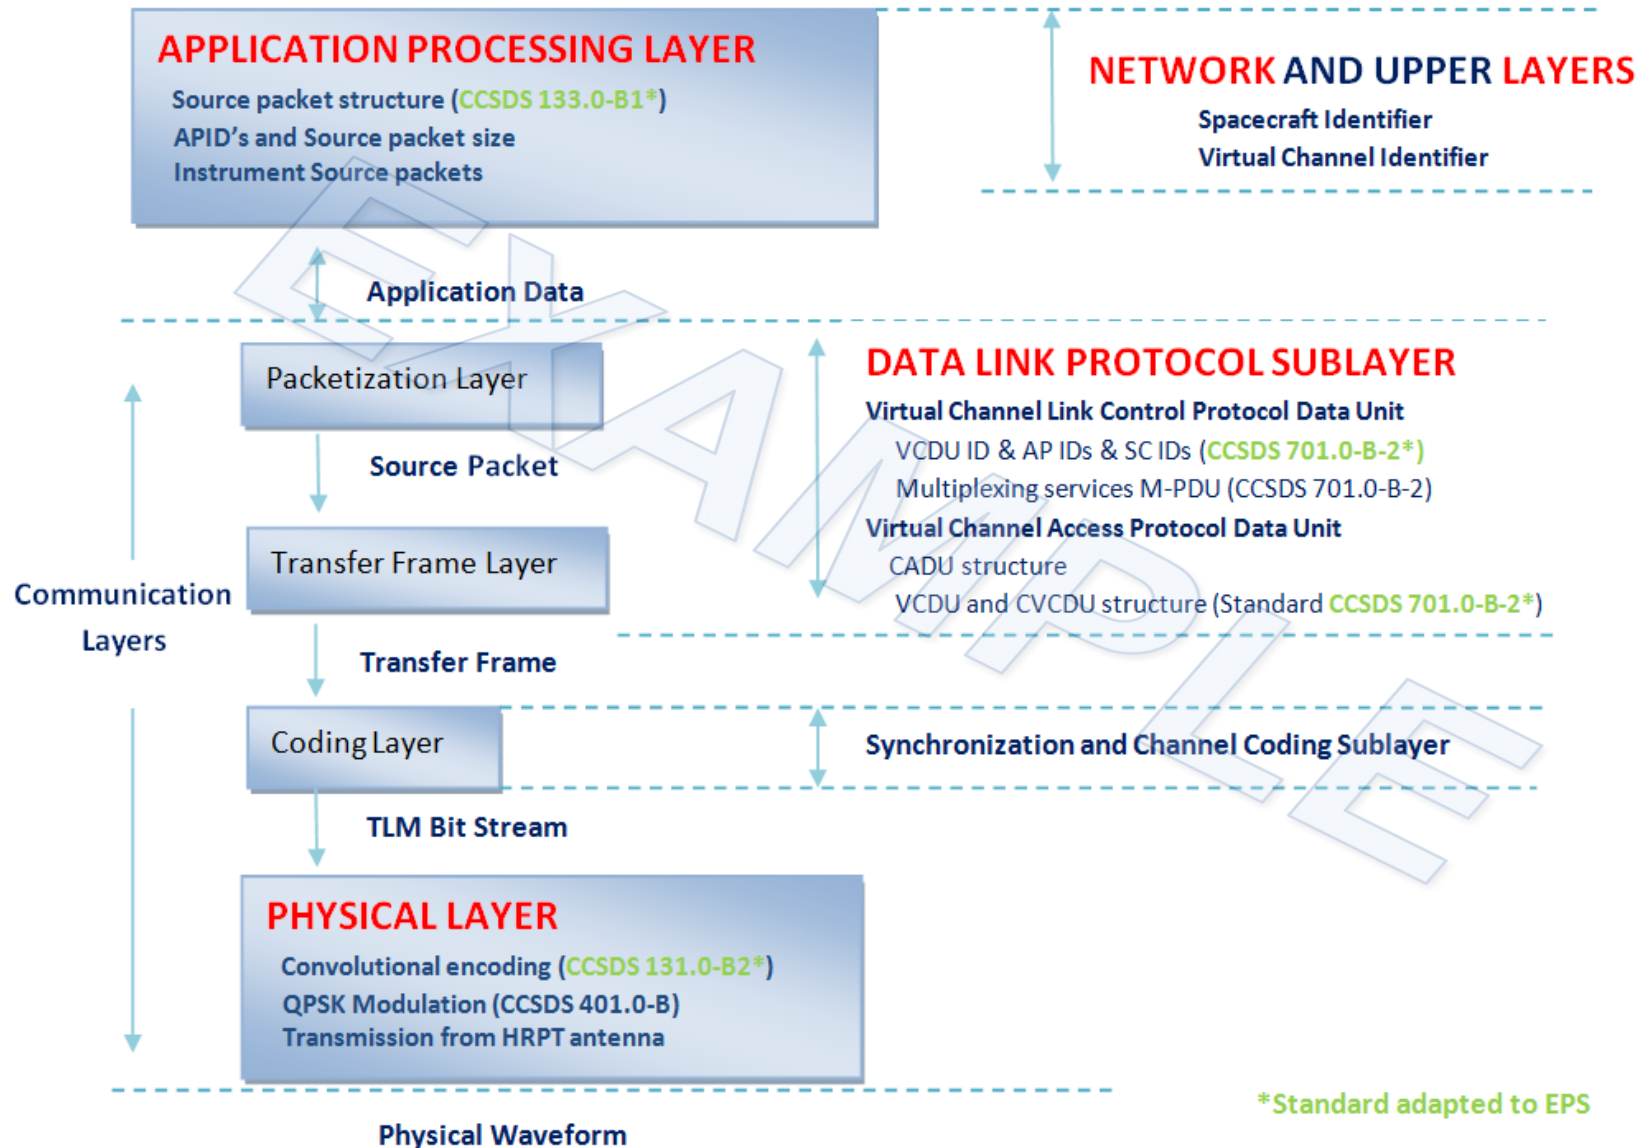 APPLICATION PROCESSING LAYER
Source packet structure (CCSDS 133.0-B1*)
APID's and Source packet size
Instrument Source packets
NETWORK AND UPPER LAYERS
Spacecraft Identifier
Virtual Channel Identifier
Application Data
Packetization Layer
Source Packet
Transfer Frame Layer
Transfer Frame
Communication
Layers
DATA LINK PROTOCOL SUBLAYER
Virtual Channel Link Control Protocol Data Unit
VCDU ID & AP IDs & SC IDs (CCSDS 701.0-B-2*)
Multiplexing services M-PDU (CCSDS 701.0-B-2)
Virtual Channel Access Protocol Data Unit
CADU structure
VCDU and CVCDU structure (Standard CCSDS 701.0-B-2*)
Coding Layer
Synchronization and Channel Coding Sublayer
TLM Bit Stream
PHYSICAL LAYER
Convolutional encoding (CCSDS 131.0-B2*)
QPSK Modulation (CCSDS 401.0-B)
Transmission from HRPT antenna
*Standard adapted to EPS
Physical Waveform
EXAMPLE